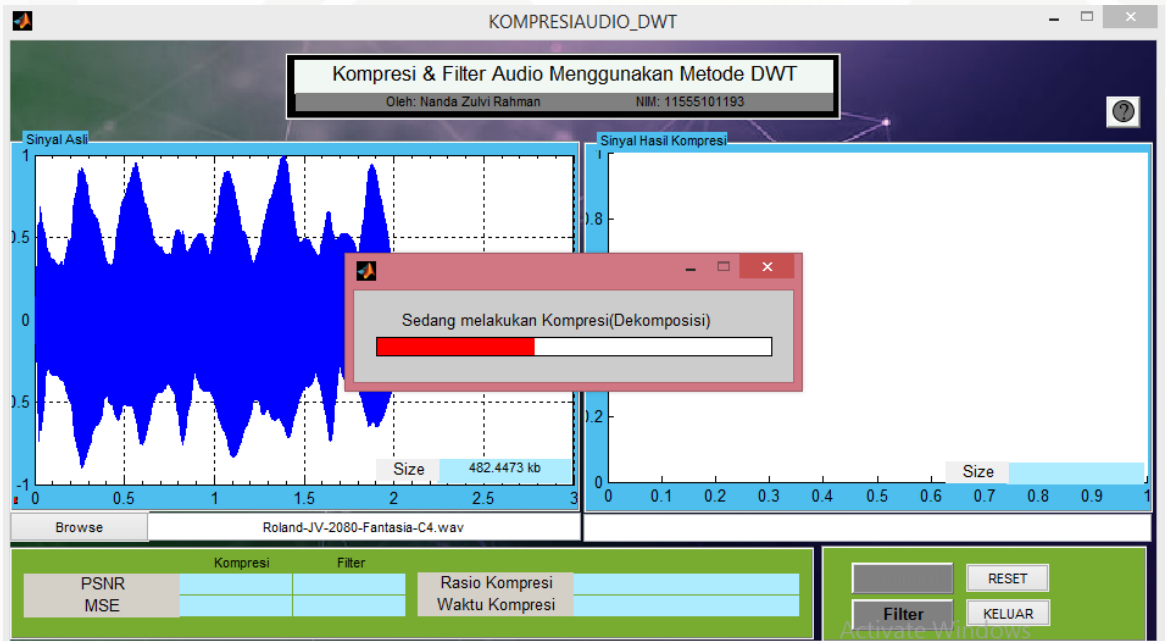 KOMPRESIAUDIO_DWT
Kompresi & Filter Audio Menggunakan Metode DWT
Oleh: Nanda Zulvi Rahman NIM: 11555101193
?
Sinyal Asli
1
0.5
0
0.5
-1
0 0.5 1 1.5 2 2.5 3
Size 482.4473 kb
Browse Roland-JV-2080-Fantasia-C4.wav
Sinyal Hasil Kompresi
1
0.8
0.2
0
0 0.1 0.2 0.3 0.4 0.5 0.6 0.7 0.8 0.9 1
Size
Sedang melakukan Kompresi(Dekomposisi)
Kompresi Filter
PSNR
MSE
Rasio Kompresi
Waktu Kompresi
RESET
Filter KELUAR
Activate Windows